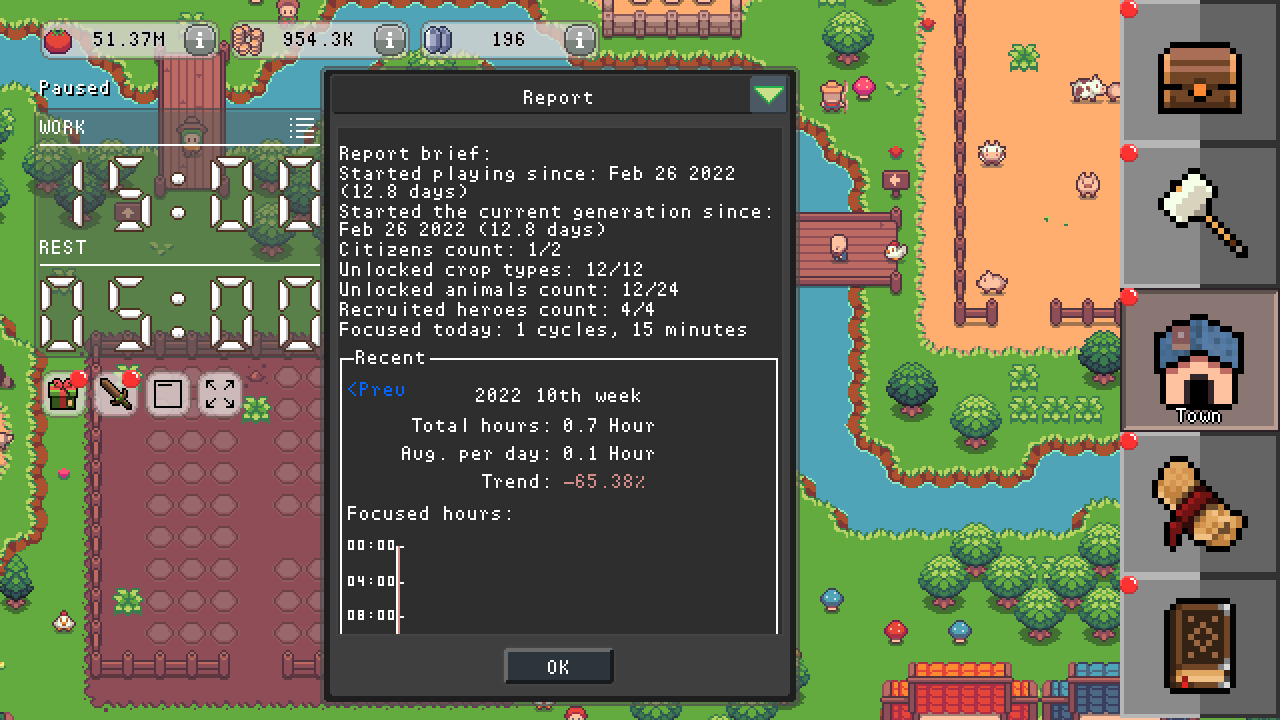 51.37M
954.3K
196
Paused
WORK
15:00
REST
05:00
Report
Report brief:
Started playing since: Feb 26 2022
(12.8 days)
Started the current generation since:
Feb 26 2022 (12.8 days)
Citizens count: 1/2
Unlocked crop types: 12/12
Unlocked animals count: 12/24
Recruited heroes count: 4/4
Focused today: 1 cycles, 15 minutes
Recent
<Prev
2022 10th week
Total hours: 0.7 Hour
Avg. per day: 0.1 Hour
Trend: -65.38%
Focused hours:
00:00
04:00
08:00
OK
Town